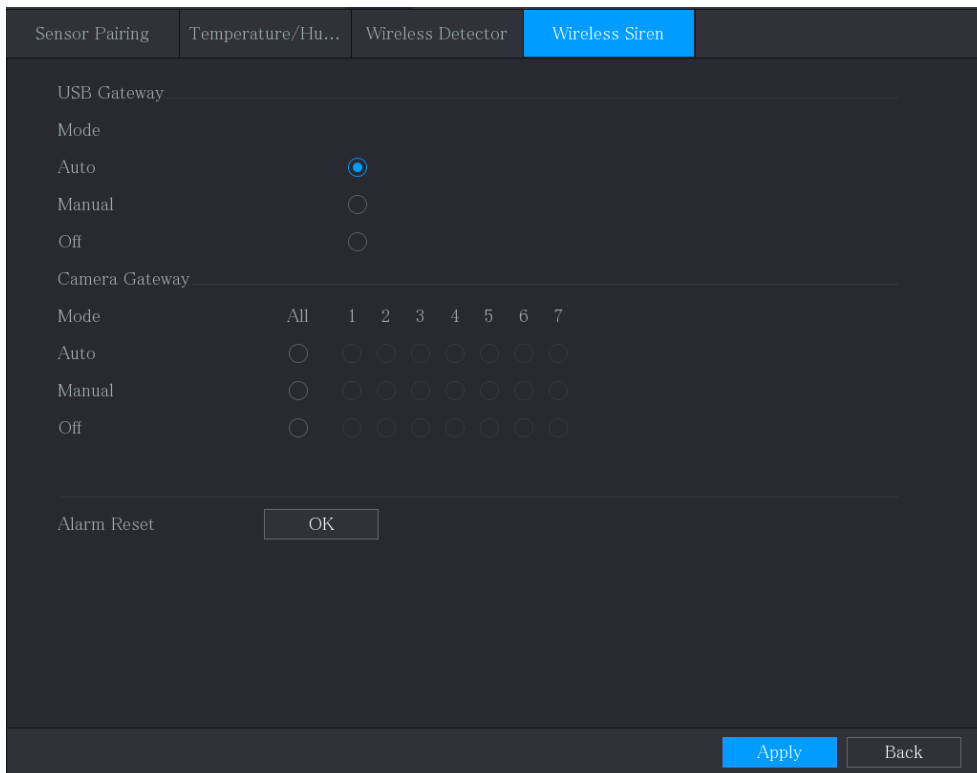 Sensor Pairing Temperature/Hu... Wireless Detector Wireless Siren
USB Gateway
Mode
Auto
Manual
Off
Camera Gateway
Mode All 1 2 3 4 5 6 7
Auto
Manual
Off
Alarm Reset OK
Apply Back